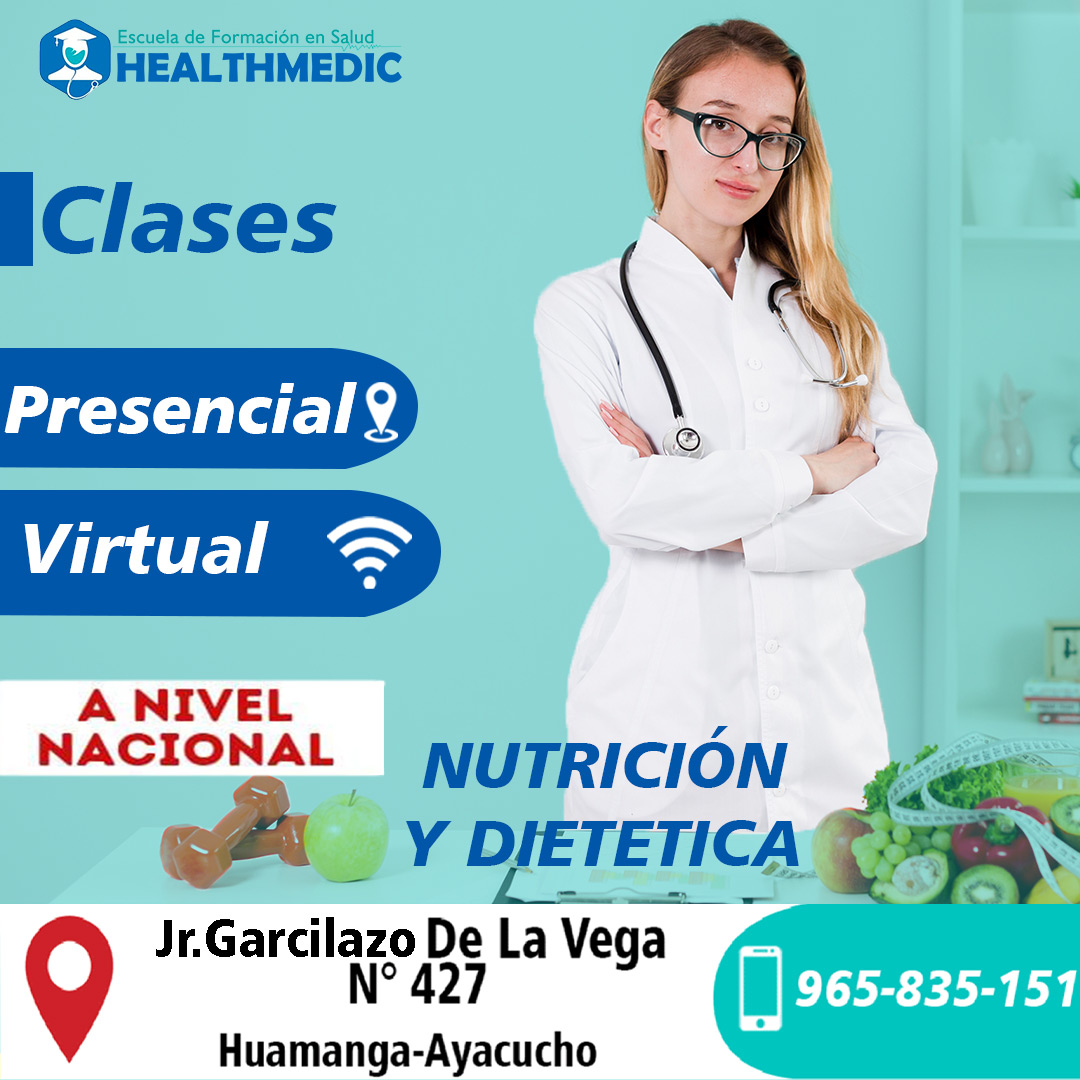 Escuela de Formación en Salud
HEALTHMEDIC
Clases
Presencial
Virtual
A NIVEL
NACIONAL
NUTRICIÓN
Y DIETETICA
Jr.Garcilazo De La Vega
N° 427
Huamanga-Ayacucho
965-835-151